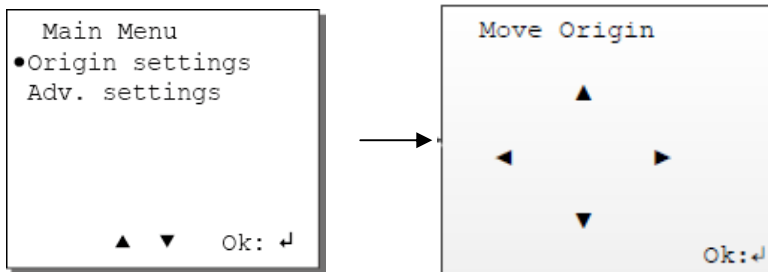 Main Menu
●Origin settings
Adv. settings
▲ ▼ Ok: ↵
Move Origin
▲
◄ ►
▼
Ok:↵